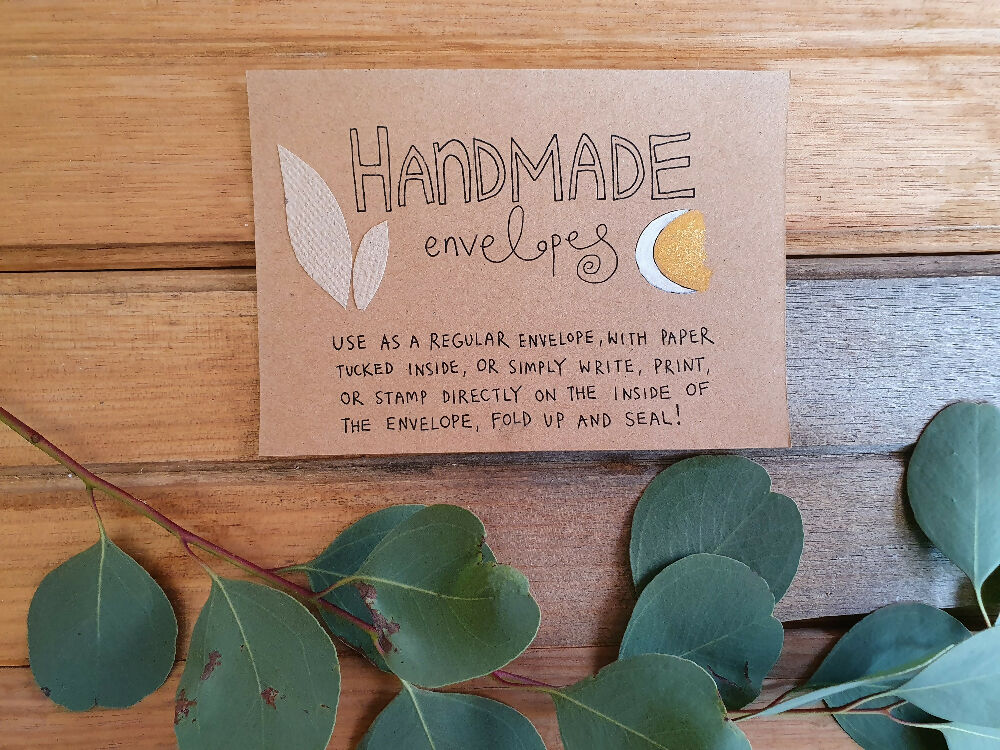 HANDMADE
envelopes
USE AS A REGULAR ENVELOPE, WITH PAPER
TUCKED INSIDE, OR SIMPLY WRITE, PRINT,
OR STAMP DIRECTLY ON THE INSIDE OF
THE ENVELOPE, FOLD UP AND SEAL!